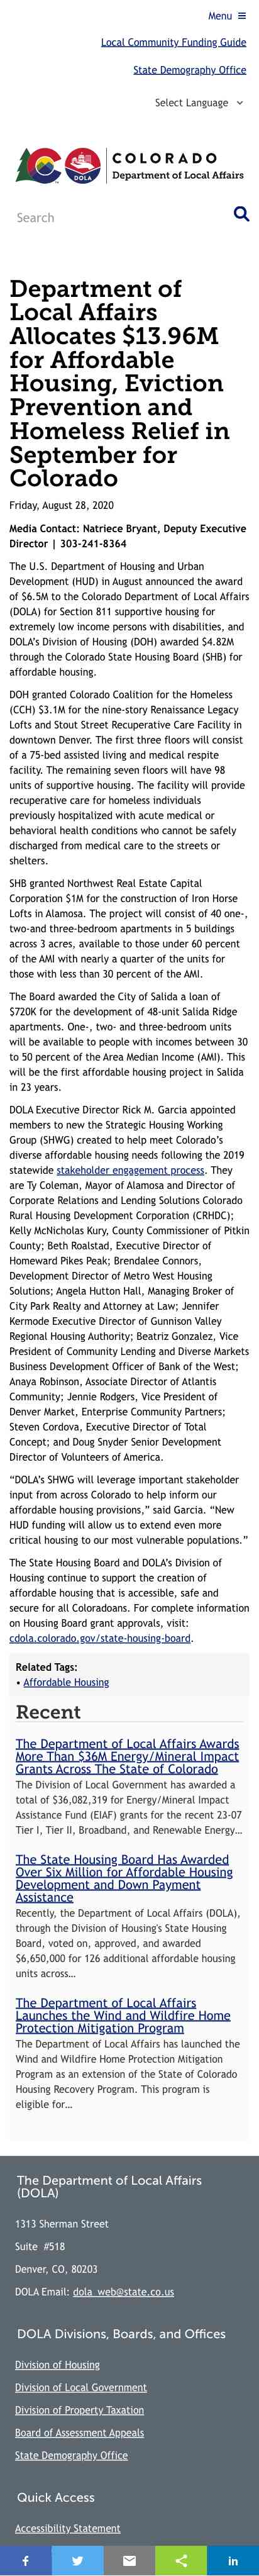 Menu ≡
Local Community Funding Guide
State Demography Office
Select Language
DOLA
COLORADO
Department of Local Affairs
Search
Department of
Local Affairs
Allocates $13.96M
for Affordable
Housing, Eviction
Prevention and
Homeless Relief in
September for
Colorado
Friday, August 28, 2020
Media Contact: Natriece Bryant, Deputy Executive
Director | 303-241-8364
The U.S. Department of Housing and Urban
Development (HUD) in August announced the award
of $6.5M to the Colorado Department of Local Affairs
(DOLA) for Section 811 supportive housing for
extremely low income persons with disabilities, and
DOLA's Division of Housing (DOH) awarded $4.82M
through the Colorado State Housing Board (SHB) for
affordable housing.
DOH granted Colorado Coalition for the Homeless
(CCH) $3.1M for the nine-story Renaissance Legacy
Lofts and Stout Street Recuperative Care Facility in
downtown Denver. The first three floors will consist
of a 75-bed assisted living and medical respite
facility. The remaining seven floors will have 98
units of supportive housing. The facility will provide
recuperative care for homeless individuals
previously hospitalized with acute medical or
behavioral health conditions who cannot be safely
discharged from medical care to the streets or
shelters.
SHB granted Northwest Real Estate Capital
Corporation $1M for the construction of Iron Horse
Lofts in Alamosa. The project will consist of 40 one-,
two-and three-bedroom apartments in 5 buildings
across 3 acres, available to those under 60 percent
of the AMI with nearly a quarter of the units for
those with less than 30 percent of the AMI.
The Board awarded the City of Salida a loan of
$720K for the development of 48-unit Salida Ridge
apartments. One-, two- and three-bedroom units
will be available to people with incomes between 30
to 50 percent of the Area Median Income (AMI). This
will be the first affordable housing project in Salida
in 23 years.
DOLA Executive Director Rick M. Garcia appointed
members to the new the Strategic Housing Working
Group (SHWG) created to help meet Colorado's
diverse affordable housing needs following the 2019
statewide stakeholder engagement process. They
are Ty Coleman, Mayor of Alamosa and Director of
Corporate Relations and Lending Solutions Colorado
Rural Housing Development Corporation (CRHDC);
Kelly McNicholas Kury, County Commissioner of Pitkin
County; Beth Roalstad, Executive Director of
Homeward Pikes Peak; Brendalee Connors,
Development Director of Metro West Housing
Solutions; Angela Hutton Hall, Managing Broker of
City Park Realty and Attorney at Law; Jennifer
Kermode Executive Director of Gunnison Valley
Regional Housing Authority; Beatriz Gonzalez, Vice
President of Community Lending and Diverse Markets
Business Development Officer of Bank of the West;
Anaya Robinson, Associate Director of Atlantis
Community; Jennie Rodgers, Vice President of
Denver Market, Enterprise Community Partners;
Steven Cordova, Executive Director of Total
Concept; and Doug Snyder Senior Development
Director of Volunteers of America.
“DOLA's SHWG will leverage important stakeholder
input from across Colorado to help inform our
affordable housing provisions,” said Garcia. “New
HUD funding will allow us to extend even more
critical housing to our most vulnerable populations.”
The State Housing Board and DOLA's Division of
Housing continue to support the creation of
affordable housing that is accessible, safe and
secure for all Coloradoans. For complete information
on Housing Board grant approvals, visit:
cdola.colorado.gov/state-housing-board.
Related Tags:
• Affordable Housing
Recent
The Department of Local Affairs Awards
More Than $36M Energy/Mineral Impact
Grants Across The State of Colorado
The Division of Local Government has awarded a
total of $36,082,319 for Energy/Mineral Impact
Assistance Fund (EIAF) grants for the recent 23-07
Tier I, Tier II, Broadband, and Renewable Energy…
The State Housing Board Has Awarded
Over Six Million for Affordable Housing
Development and Down Payment
Assistance
Recently, the Department of Local Affairs (DOLA),
through the Division of Housing's State Housing
Board, voted on, approved, and awarded
$6,650,000 for 126 additional affordable housing
units across…
The Department of Local Affairs
Launches the Wind and Wildfire Home
Protection Mitigation Program
The Department of Local Affairs has launched the
Wind and Wildfire Home Protection Mitigation
Program as an extension of the State of Colorado
Housing Recovery Program. This program is
eligible for…
The Department of Local Affairs
(DOLA)
1313 Sherman Street
Suite #518
Denver, CO, 80203
DOLA Email: dola_web@state.co.us
DOLA Divisions, Boards, and Offices
Division of Housing
Division of Local Government
Division of Property Taxation
Board of Assessment Appeals
State Demography Office
Quick Access
Accessibility Statement